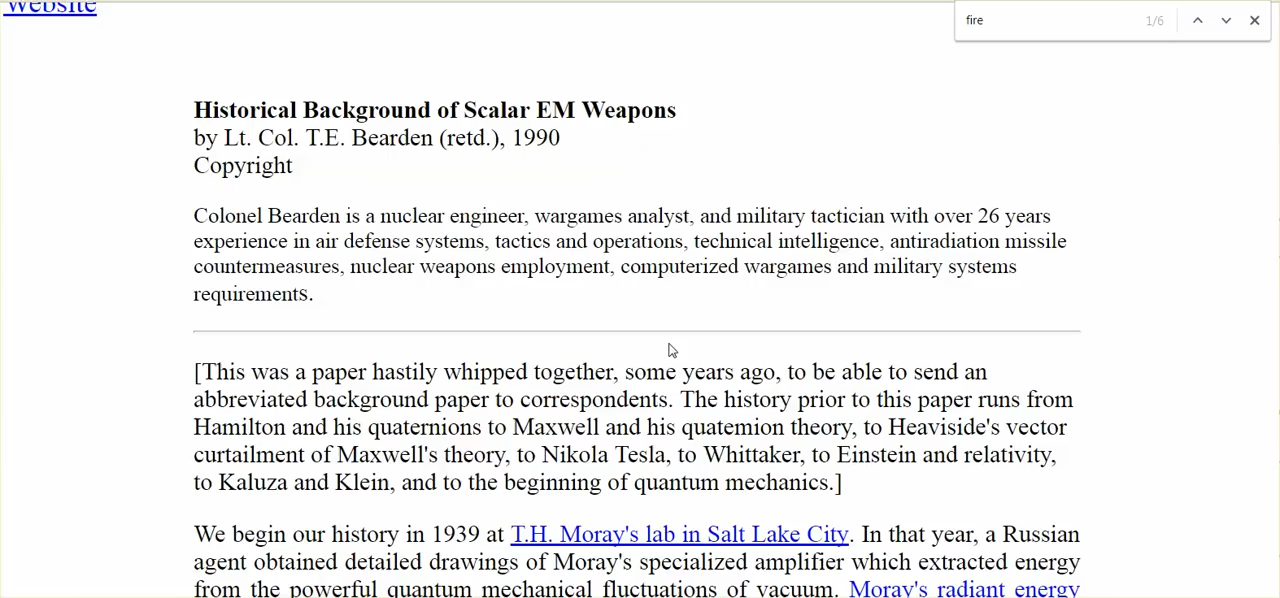 Website
fire 1/6
Historical Background of Scalar EM Weapons
by Lt. Col. T.E. Bearden (retd.), 1990
Copyright
Colonel Bearden is a nuclear engineer, wargames analyst, and military tactician with over 26 years
experience in air defense systems, tactics and operations, technical intelligence, antiradiation missile
countermeasures, nuclear weapons employment, computerized wargames and military systems
requirements.
[This was a paper hastily whipped together, some years ago, to be able to send an
abbreviated background paper to correspondents. The history prior to this paper runs from
Hamilton and his quaternions to Maxwell and his quatemion theory, to Heaviside's vector
curtailment of Maxwell's theory, to Nikola Tesla, to Whittaker, to Einstein and relativity,
to Kaluza and Klein, and to the beginning of quantum mechanics.]
We begin our history in 1939 at T.H. Moray's lab in Salt Lake City. In that year, a Russian
agent obtained detailed drawings of Moray's specialized amplifier which extracted energy
from the powerful quantum mechanical fluctuations of vacuum. Moray's radiant energy